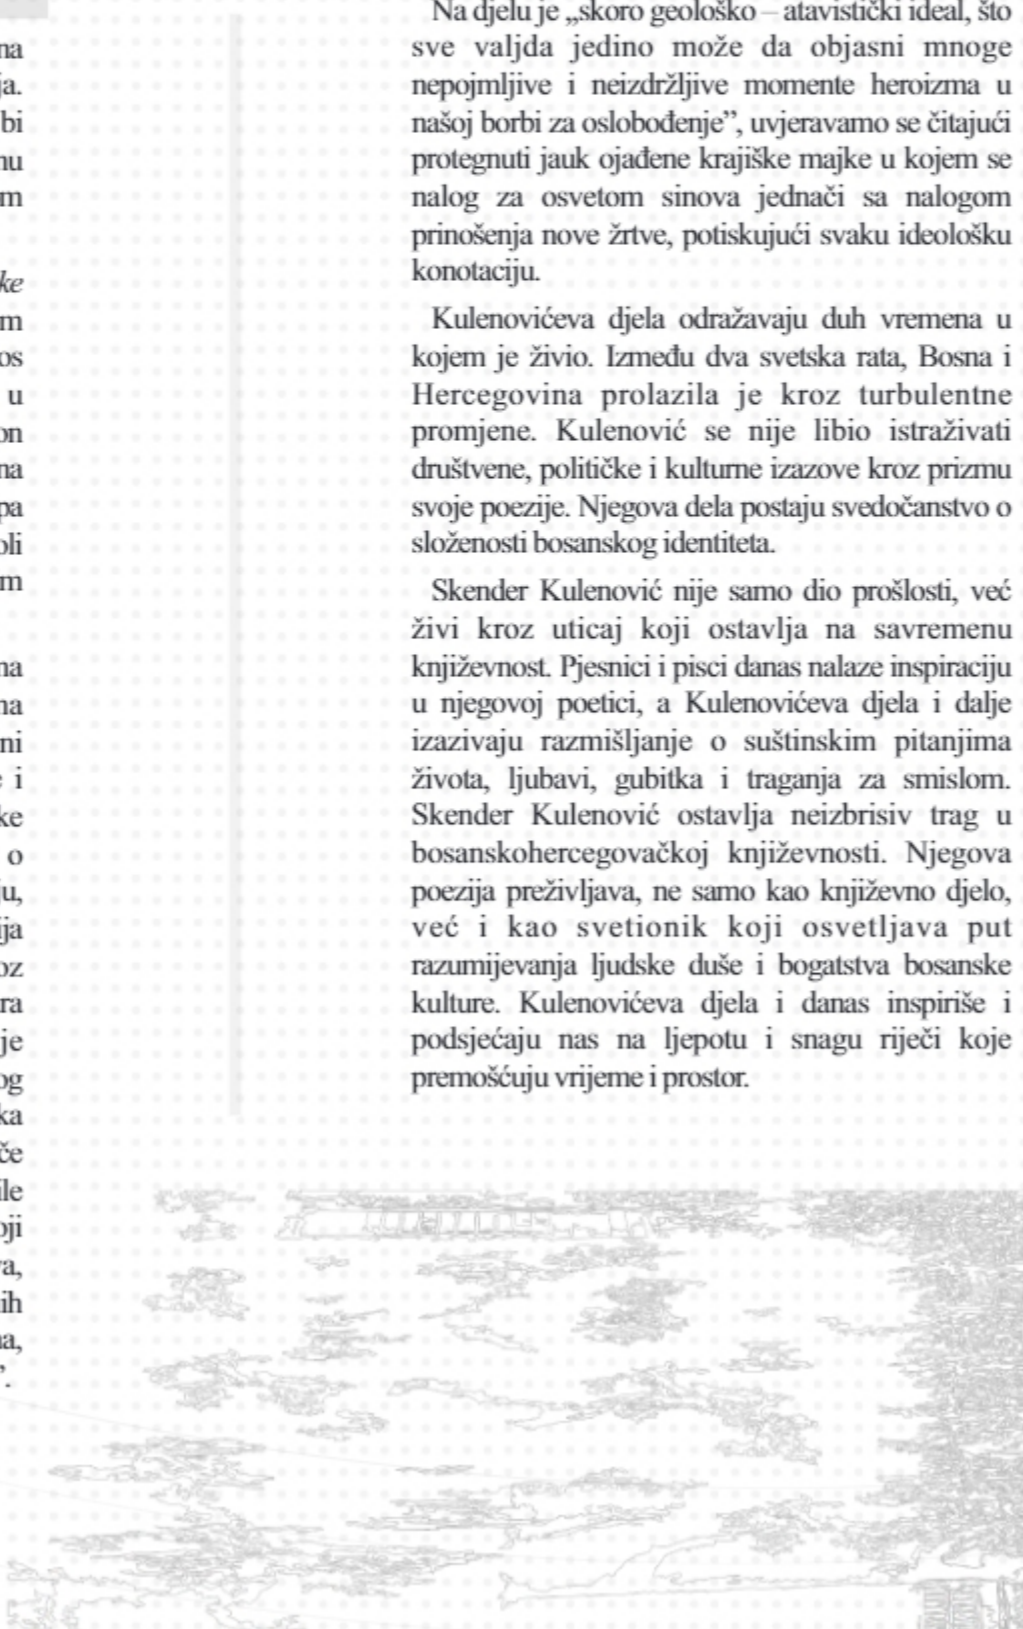 Na djelu je „skoro geološko – atavistički ideal, što
sve valjda jedino može da objasni mnoge
nepojmljive i neizdržljive momente heroizma u
našoj borbi za oslobođenje”, uvjeravamo se čitajući
protegnuti jauk ojađene krajiške majke u kojem se
nalog za osvetom sinova jednači sa nalogom
prinošenja nove žrtve, potiskujući svaku ideološku
konotaciju.
Kulenovićeva djela odražavaju duh vremena u
kojem je živio. Između dva svetska rata, Bosna i
Hercegovina prolazila je kroz turbulentne
promjene. Kulenović se nije libio istraživati
društvene, političke i kulturne izazove kroz prizmu
svoje poezije. Njegova dela postaju svedočanstvo o
složenosti bosanskog identiteta.
Skender Kulenović nije samo dio prošlosti, već
živi kroz uticaj koji ostavlja na savremenu
književnost. Pjesnici i pisci danas nalaze inspiraciju
u njegovoj poetici, a Kulenovićeva djela i dalje
izazivaju razmišljanje o suštinskim pitanjima
života, ljubavi, gubitka i traganja za smislom.
Skender Kulenović ostavlja neizbrisiv trag u
bosanskohercegovačkoj književnosti. Njegova
poezija preživljava, ne samo kao književno djelo,
već i kao svetionik koji osvetljava put
razumijevanja ljudske duše i bogatstva bosanske
kulture. Kulenovićeva djela i danas inspiriše i
podsjećaju nas na ljepotu i snagu riječi koje
premošćuju vrijeme i prostor.